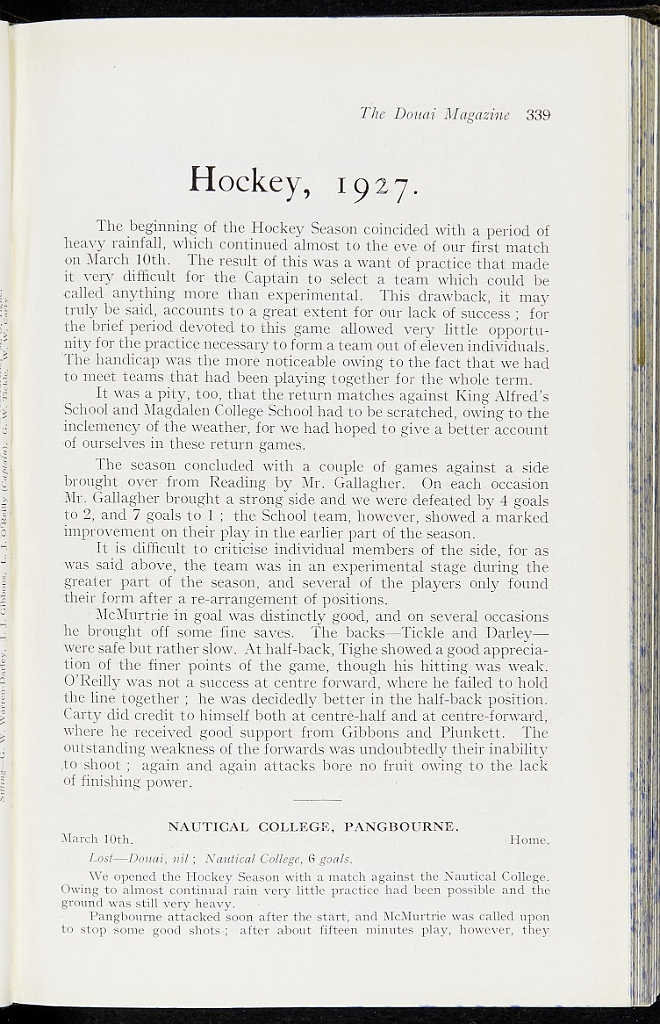 The Douai Magazine 339
Hockey, 1927.
The beginning of the Hockey Season coincided with a period of
heavy rainfall, which continued almost to the eve of our first match
on March 10th. The result of this was a want of practice that made
it very difficult for the Captain to select a team which could be
called anything more than experimental. This drawback, it may
truly be said, accounts to a great extent for our lack of success ; for
the brief period devoted to this game allowed very little opportu-
nity for the practice necessary to form a team out of eleven individuals.
The handicap was the more noticeable owing to the fact that we had
to meet teams that had been playing together for the whole term.
It was a pity, too, that the return matches against King Alfred's
School and Magdalen College School had to be scratched, owing to the
inclemency of the weather, for we had hoped to give a better account
of ourselves in these return games.
The season concluded with a couple of games against a side
brought over from Reading by Mr. Gallagher. On each occasion
Mr. Gallagher brought a strong side and we were defeated by 4 goals
to 2, and 7 goals to 1 ; the School team, however, showed a marked
improvement on their play in the earlier part of the season.
It is difficult to criticise individual members of the side, for as
was said above, the team was in an experimental stage during the
greater part of the season, and several of the players only found
their form after a re-arrangement of positions.
McMurtrie in goal was distinctly good, and on several occasions
he brought off some fine saves. The backs—Tickle and Darley—
were safe but rather slow. At half-back, Tighe showed a good apprecia-
tion of the finer points of the game, though his hitting was weak.
O'Reilly was not a success at centre forward, where he failed to hold
the line together ; he was decidedly better in the half-back position.
Carty did credit to himself both at centre-half and at centre-forward,
where he received good support from Gibbons and Plunkett. The
outstanding weakness of the forwards was undoubtedly their inability
to shoot ; again and again attacks bore no fruit owing to the lack
of finishing power.
NAUTICAL COLLEGE, PANGBOURNE.
March 10th. Home.
Lost—Douai, nil ; Nautical College, 6 goals.
We opened the Hockey Season with a match against the Nautical College.
Owing to almost continual rain very little practice had been possible and the
ground was still very heavy.
Pangbourne attacked soon after the start, and McMurtrie was called upon
to stop some good shots ; after about fifteen minutes play, however, they
Sitting—G. W. Warren-Darley, J. J. Gibbons, L. J. O'Reilly (Captain), G. W. Tickle, W. W. Carty